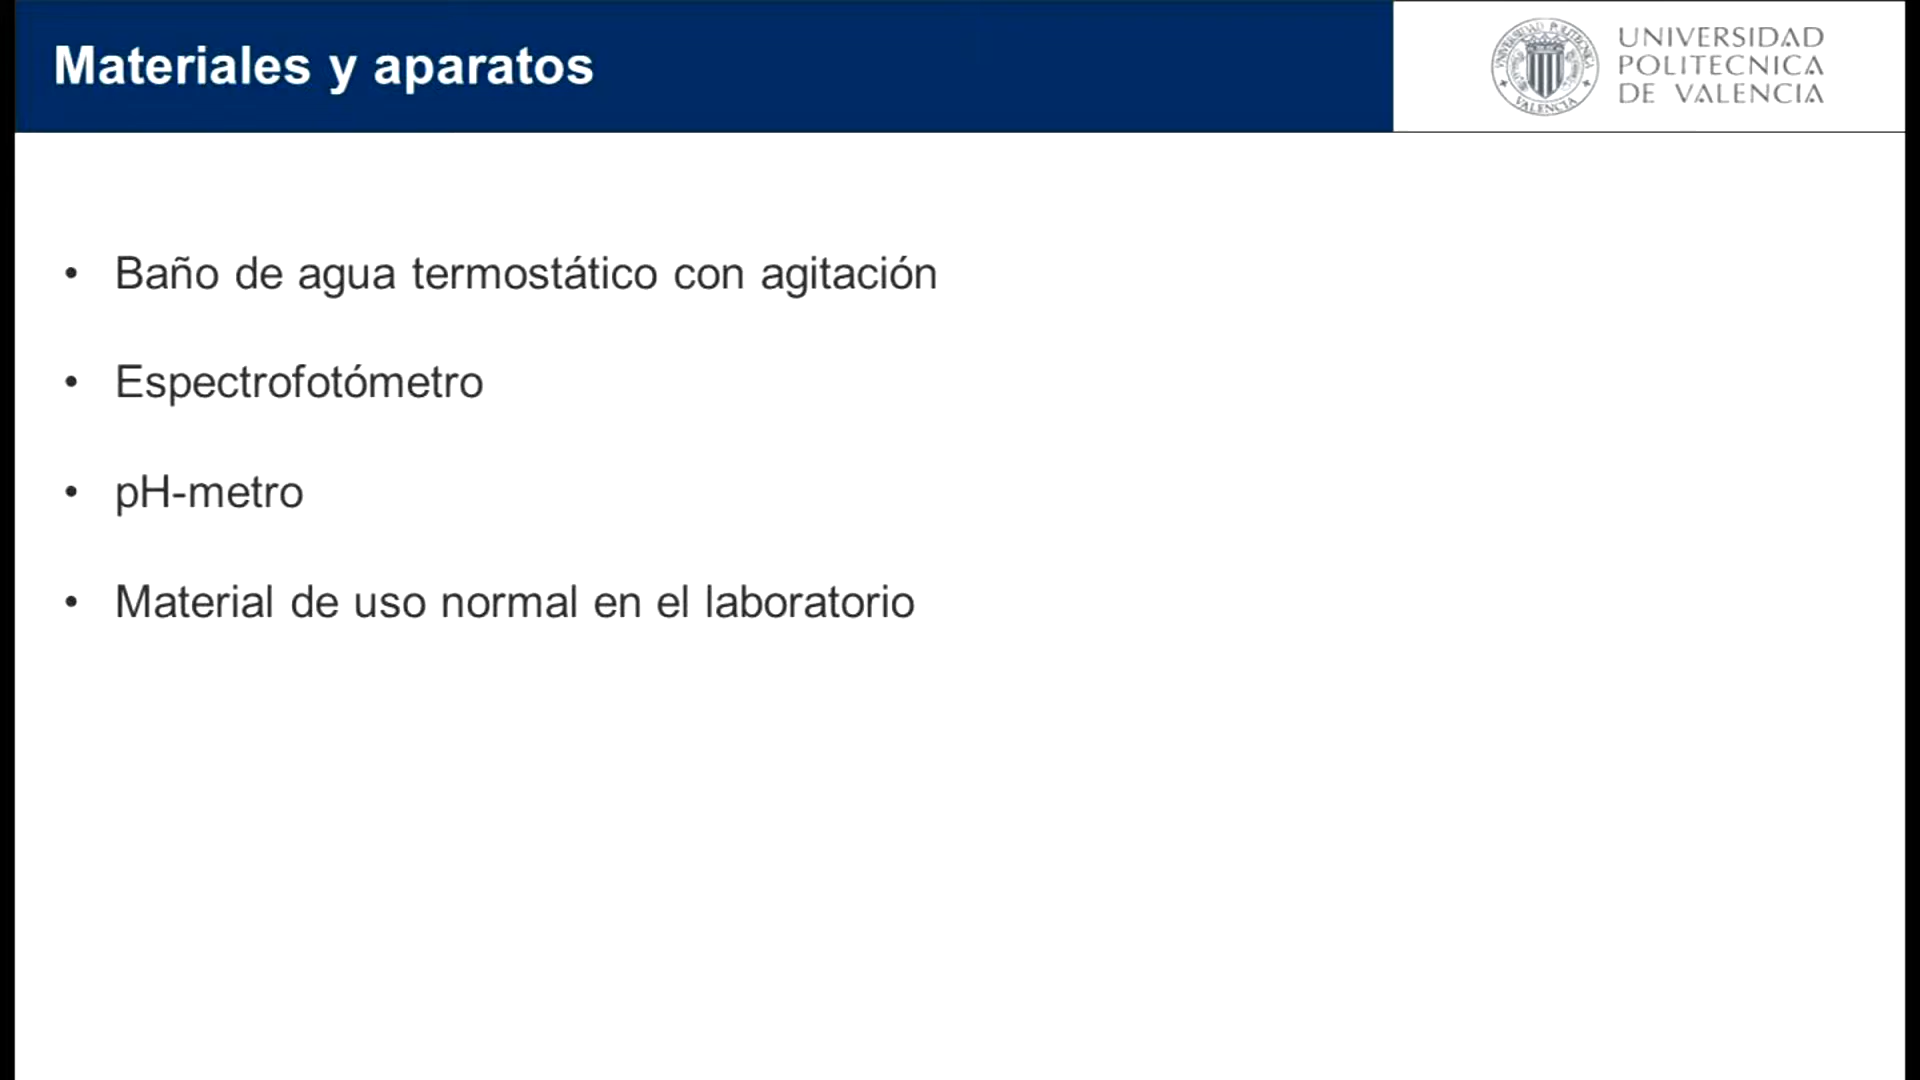 Materiales y aparatos
UNIVERSIDAD
POLITECNICA
DE VALENCIA
• Baño de agua termostático con agitación
• Espectrofotómetro
• pH-metro
• Material de uso normal en el laboratorio